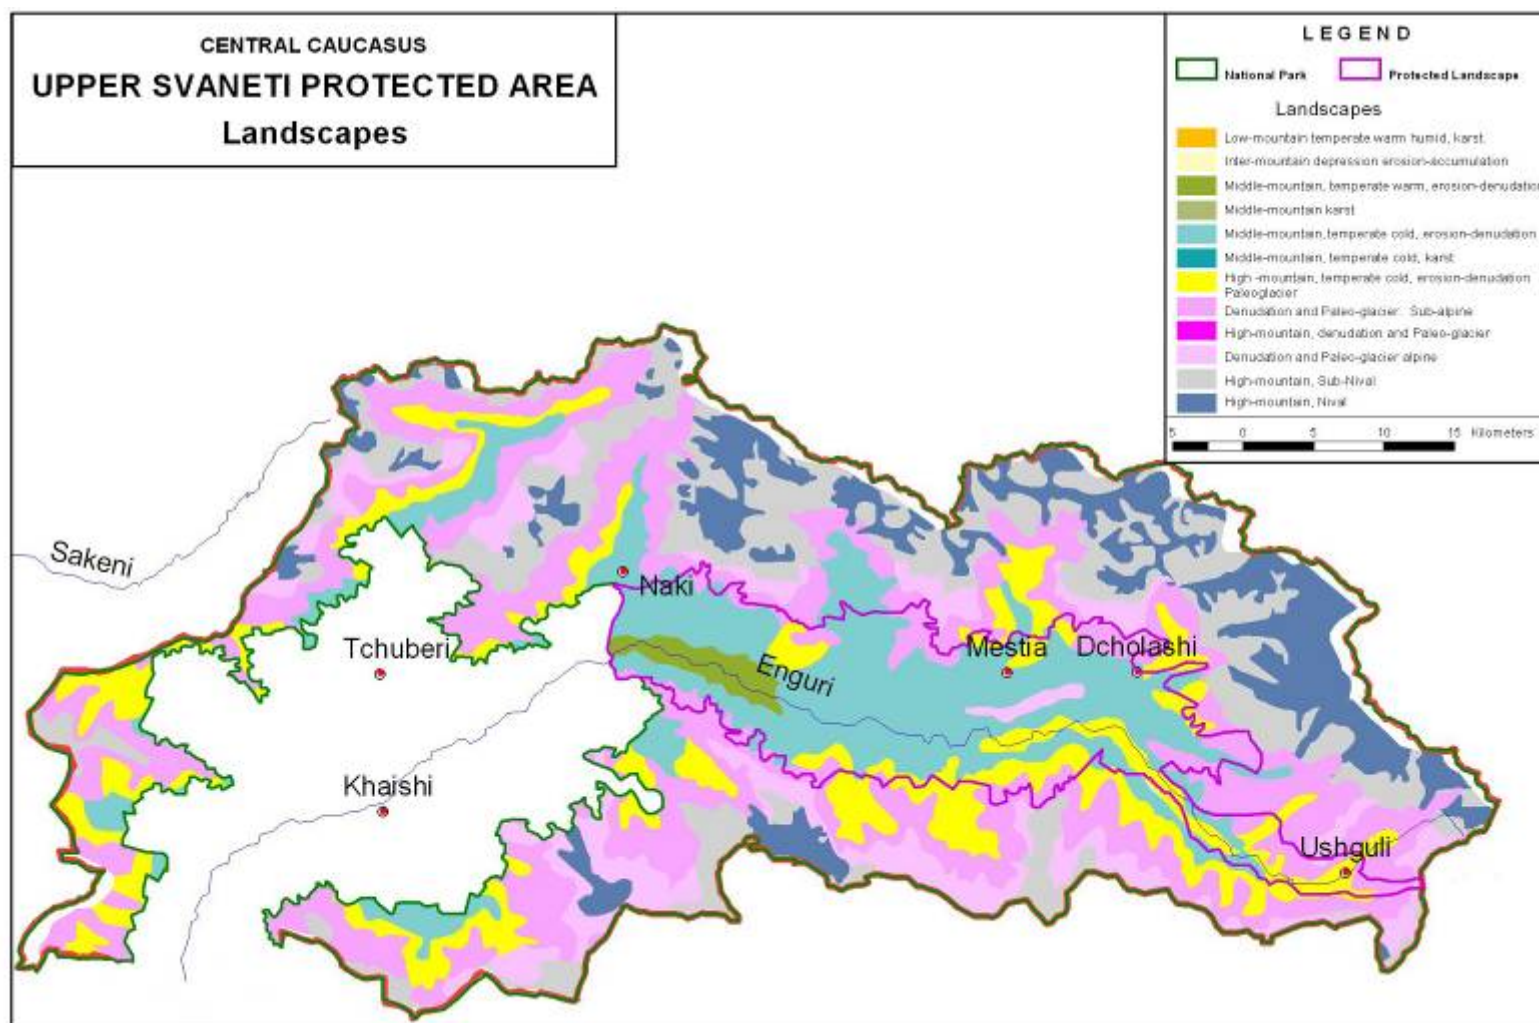 CENTRAL CAUCASUS
UPPER SVANETI PROTECTED AREA
Landscapes
LEGEND
National Park
Protected Landscape
Landscapes
Low-mountain temperate warm humid, karst.
Inter-mountain depression erosion-accumulation
Middle-mountain, temperate warm, erosion-denudation
Middle-mountain karst
Middle-mountain, temperate cold, erosion-denudation
Middle-mountain, temperate cold, karst
High -mountain, temperate cold, erosion-denudation
Paleoglacier
Denudation and Paleo-glacier. Sub-alpine
High-mountain, denudation and Paleo-glacier
Denudation and Paleo-glacier alpine
High-mountain, Sub-Nival
High-mountain, Nival
5 0 5 10 15 Kilometers
Sakeni
Naki
Tchuberi
Mestia
Dcholashi
Enguri
Khaishi
Ushguli